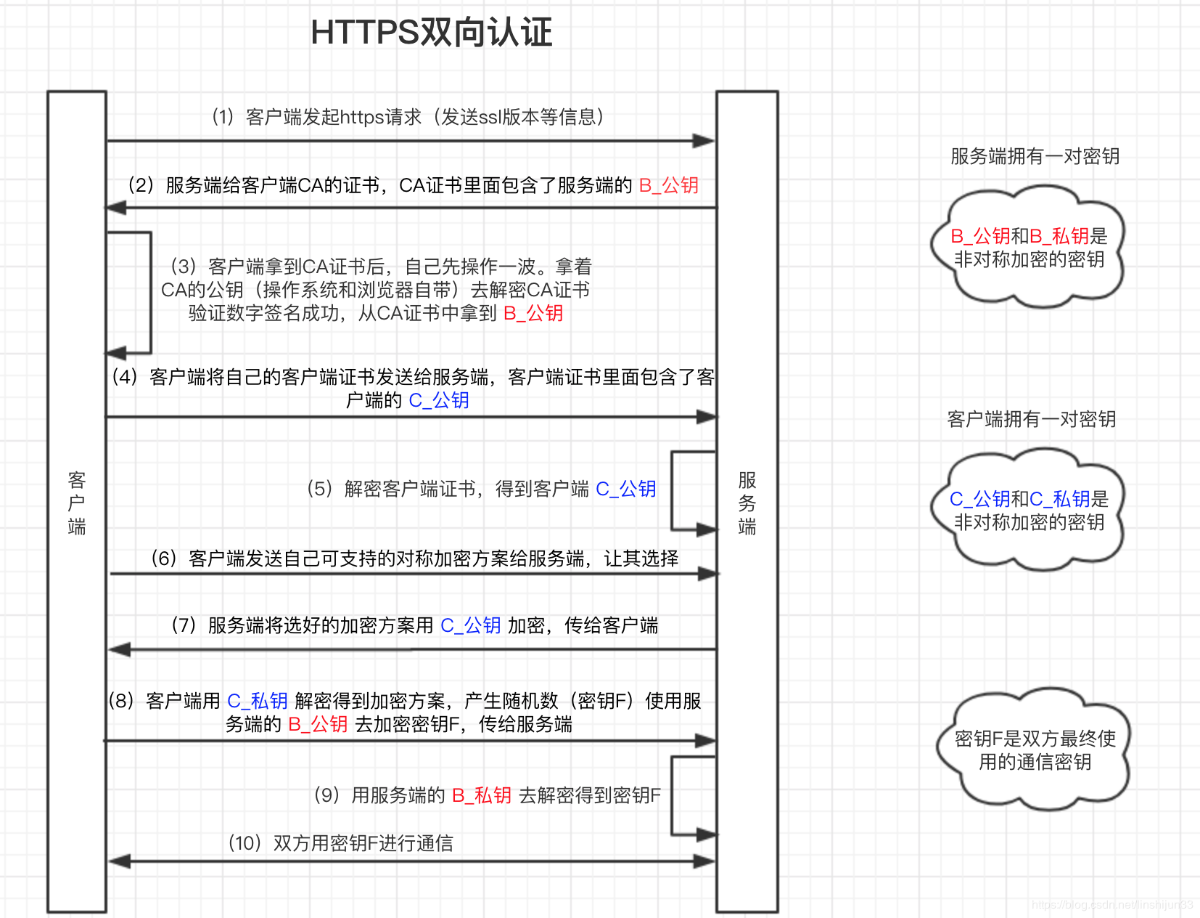 HTTPS双向认证
（1）客户端发起https请求（发送ssl版本等信息）
（2）服务端给客户端CA的证书，CA证书里面包含了服务端的 B_公钥
（3）客户端拿到CA证书后，自己先操作一波。拿着
CA的公钥（操作系统和浏览器自带）去解密CA证书
验证数字签名成功，从CA证书中拿到 B_公钥
（4）客户端将自己的客户端证书发送给服务端，客户端证书里面包含了客
户端的 C_公钥
客
户
端
（5）解密客户端证书，得到客户端 C_公钥
服
务
端
（6）客户端发送自己可支持的对称加密方案给服务端，让其选择
（7）服务端将选好的加密方案用 C_公钥 加密，传给客户端
（8）客户端用 C_私钥 解密得到加密方案，产生随机数（密钥F）使用服
务端的 B_公钥 去加密密钥F，传给服务端
（9）用服务端的 B_私钥 去解密得到密钥F
（10）双方用密钥F进行通信
服务端拥有一对密钥
B_公钥和B_私钥是
非对称加密的密钥
客户端拥有一对密钥
C_公钥和C_私钥是
非对称加密的密钥
密钥F是双方最终使
用的通信密钥